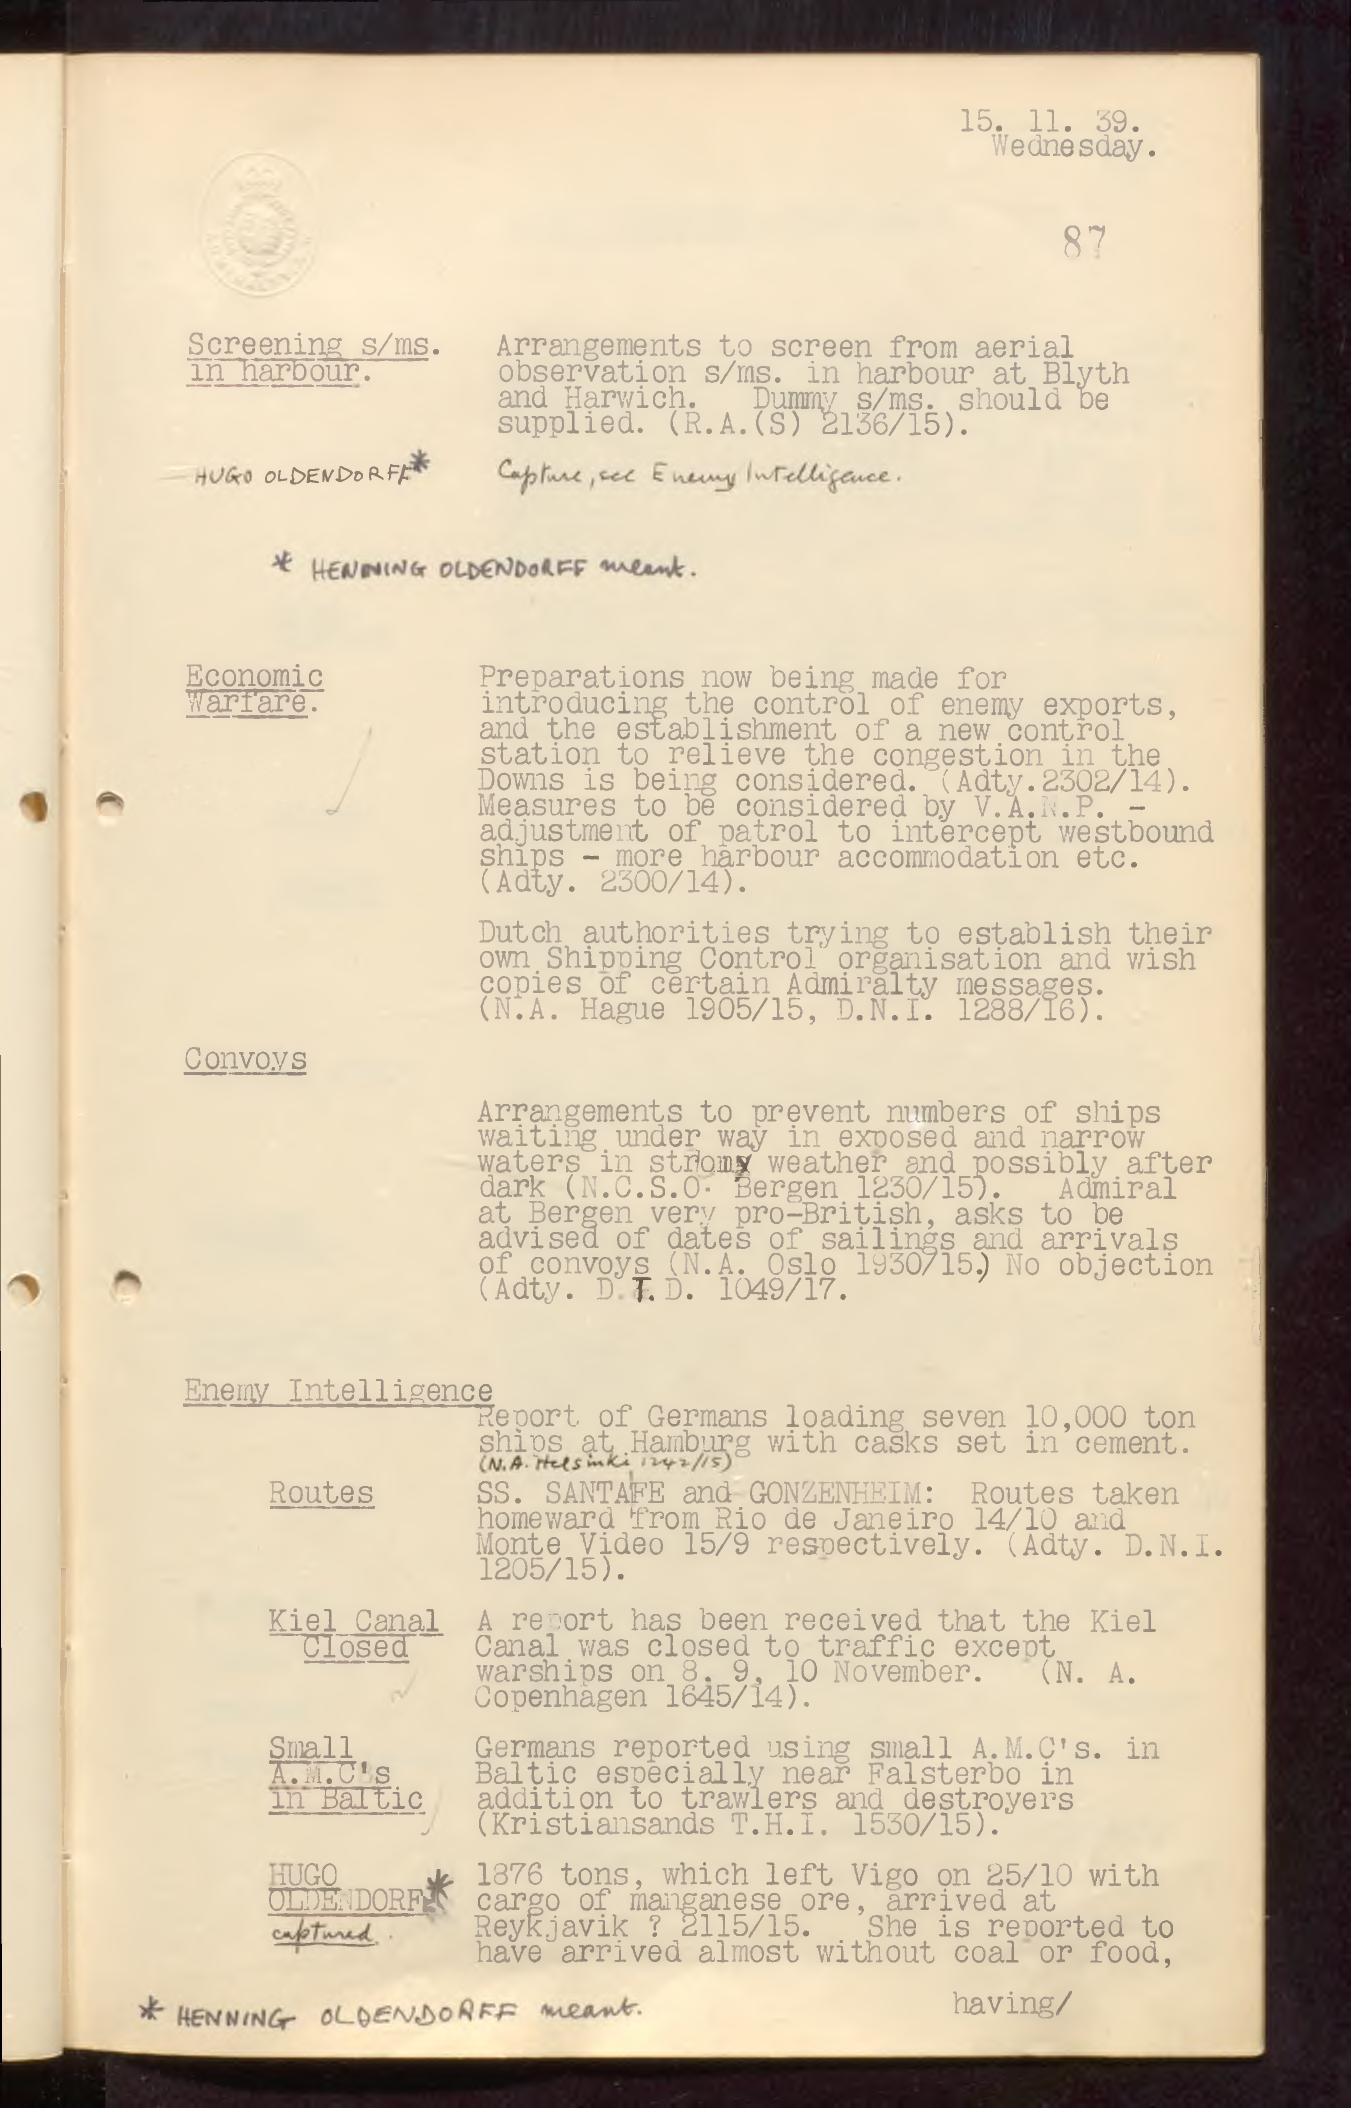 15. 11. 39.
Wednesday.
87
Screening s/ms.
in harbour.
Arrangements to screen from aerial
observation s/ms. in harbour at Blyth
and Harwich. Dummy s/ms. should be
supplied. (R.A.(S) 2136/15).
HUGO OLDENDORFF*
Capture, see Enemy Intelligence.
* HENNING OLDENDORFF meant.
Economic
Warfare.
Preparations now being made for
introducing the control of enemy exports,
and the establishment of a new control
station to relieve the congestion in the
Downs is being considered. (Adty.2302/14).
Measures to be considered by V.A.N.P. -
adjustment of patrol to intercept westbound
ships - more harbour accommodation etc.
(Adty. 2300/14).
Dutch authorities trying to establish their
own Shipping Control organisation and wish
copies of certain Admiralty messages.
(N.A. Hague 1905/15, D.N.I. 1288/16).
Convoys
Arrangements to prevent numbers of ships
waiting under way in exposed and narrow
waters in weather and possibly after
dark (N.C.S.O. Bergen 1230/15). Admiral
at Bergen very pro-British, asks to be
advised of dates of sailings and arrivals
of convoys (N.A. Oslo 1930/15.) No objection
(Adty. D.T.D. 1049/17.
Enemy Intelligence
Report of Germans loading seven 10,000 ton
ships at Hamburg with casks set in cement.
(N.A. Helsinki 1242/15)
Routes
SS. SANTA FE and GONZENHEIM: Routes taken
homeward from Rio de Janeiro 14/10 and
Monte Video 15/9 respectively. (Adty. D.N.I.
1205/15).
Kiel Canal
Closed
A report has been received that the Kiel
Canal was closed to traffic except
warships on 8, 9, 10 November. (N. A.
Copenhagen 1645/14).
Small
A.M.C's
in Baltic
Germans reported using small A.M.C's. in
Baltic especially near Falsterbo in
addition to trawlers and destroyers
(Kristiansands T.H.I. 1530/15).
HUGO
OLDENDORFF*
captured.
1876 tons, which left Vigo on 25/10 with
cargo of manganese ore, arrived at
Reykjavik ? 2115/15. She is reported to
have arrived almost without coal or food,
having/
* HENNING OLDENDORFF meant.